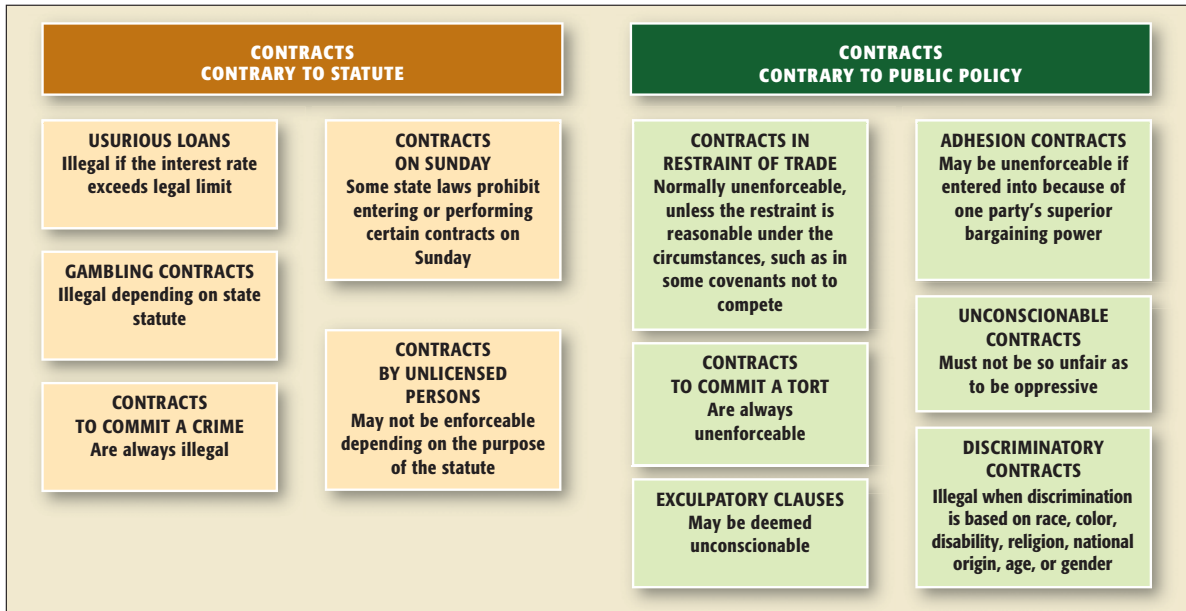 CONTRACTS
CONTRARY TO STATUTE
USURIOUS LOANS
Illegal if the interest rate
exceeds legal limit
GAMBLING CONTRACTS
Illegal depending on state
statute
CONTRACTS
TO COMMIT A CRIME
Are always illegal
CONTRACTS
ON SUNDAY
Some state laws prohibit
entering or performing
certain contracts on
Sunday
CONTRACTS
BY UNLICENSED
PERSONS
May not be enforceable
depending on the purpose
of the statute
CONTRACTS
CONTRARY TO PUBLIC POLICY
CONTRACTS IN
RESTRAINT OF TRADE
Normally unenforceable,
unless the restraint is
reasonable under the
circumstances, such as in
some covenants not to
compete
CONTRACTS
TO COMMIT A TORT
Are always
unenforceable
EXCULPATORY CLAUSES
May be deemed
unconscionable
ADHESION CONTRACTS
May be unenforceable if
entered into because of
one party's superior
bargaining power
UNCONSCIONABLE
CONTRACTS
Must not be so unfair as
to be oppressive
DISCRIMINATORY
CONTRACTS
Illegal when discrimination
is based on race, color,
disability, religion, national
origin, age, or gender